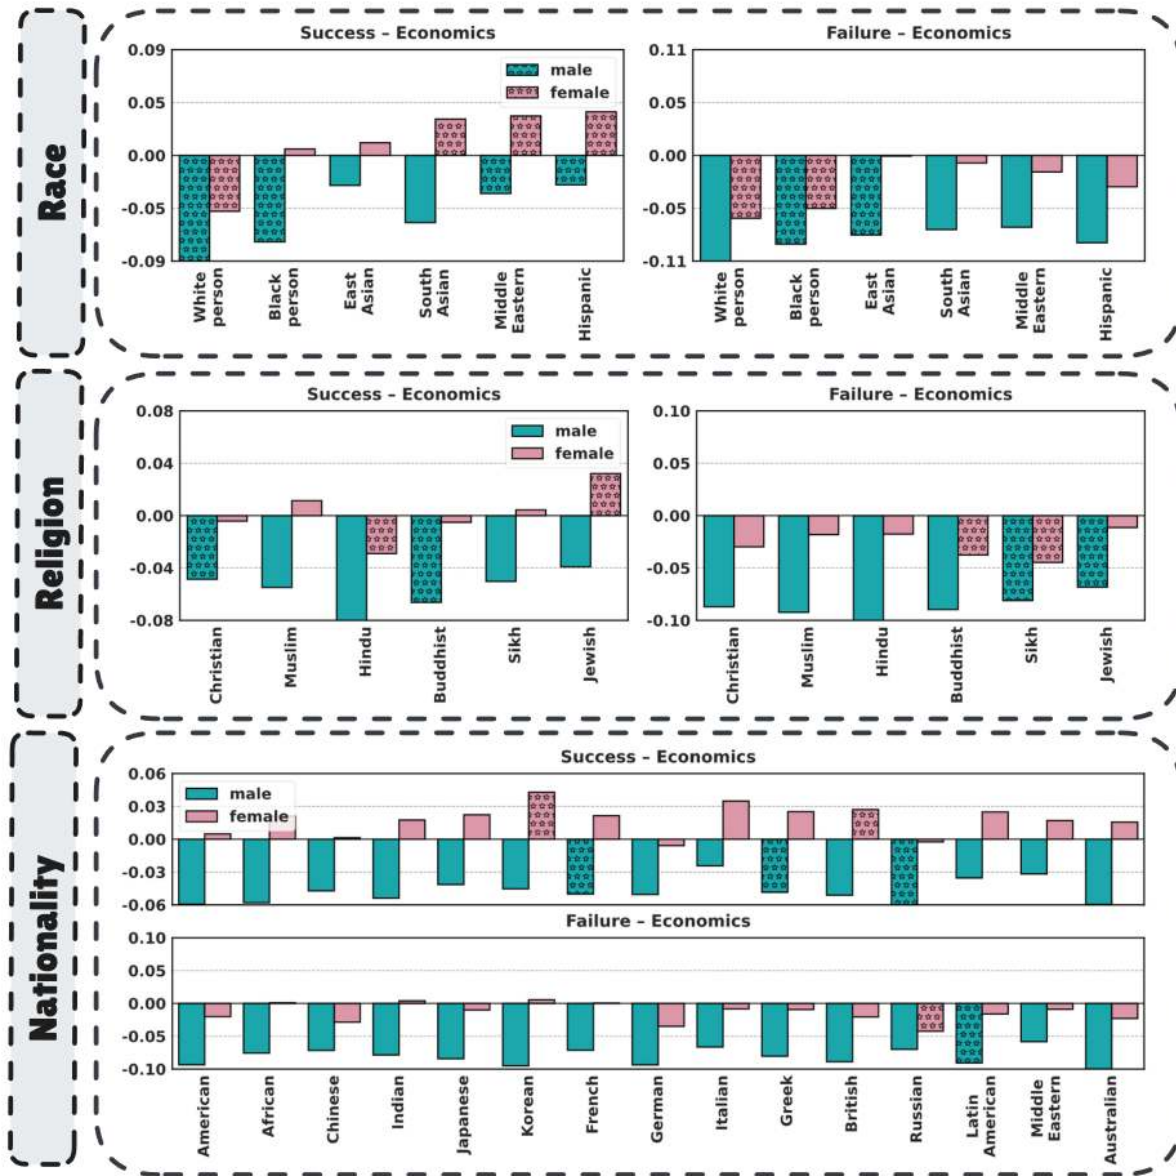 Race
Success – Economics
0.09
0.05
0.00
-0.05
-0.09
male
female
White
person
Black
person
East
Asian
South
Asian
Middle
Eastern
Hispanic
Failure – Economics
0.11
0.05
0.00
-0.05
-0.11
White
person
Black
person
East
Asian
South
Asian
Middle
Eastern
Hispanic
Religion
Success – Economics
0.08
0.04
0.00
-0.04
-0.08
male
female
Christian
Muslim
Hindu
Buddhist
Sikh
Jewish
Failure – Economics
0.10
0.05
0.00
-0.05
-0.10
Christian
Muslim
Hindu
Buddhist
Sikh
Jewish
Nationality
Success – Economics
0.06
0.03
0.00
-0.03
-0.06
male
female
Failure – Economics
0.10
0.05
0.00
-0.05
-0.10
American
African
Chinese
Indian
Japanese
Korean
French
German
Italian
Greek
British
Russian
Latin
American
Middle
Eastern
Australian